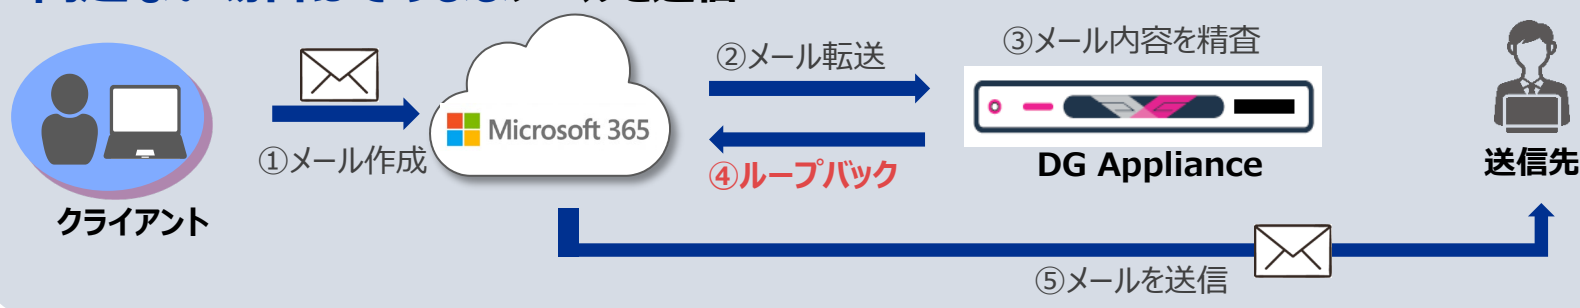 ①メール作成
クライアント
Microsoft 365
②メール転送
④ループバック
③メール内容を精査
DG Appliance
送信先
⑤メールを送信